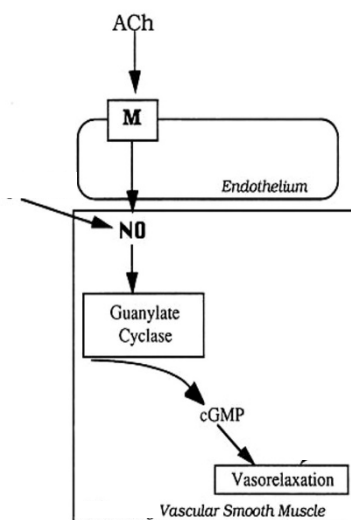 ACh
M
Endothelium
NO
Guanylate
Cyclase
cGMP
Vasorelaxation
Vascular Smooth Muscle